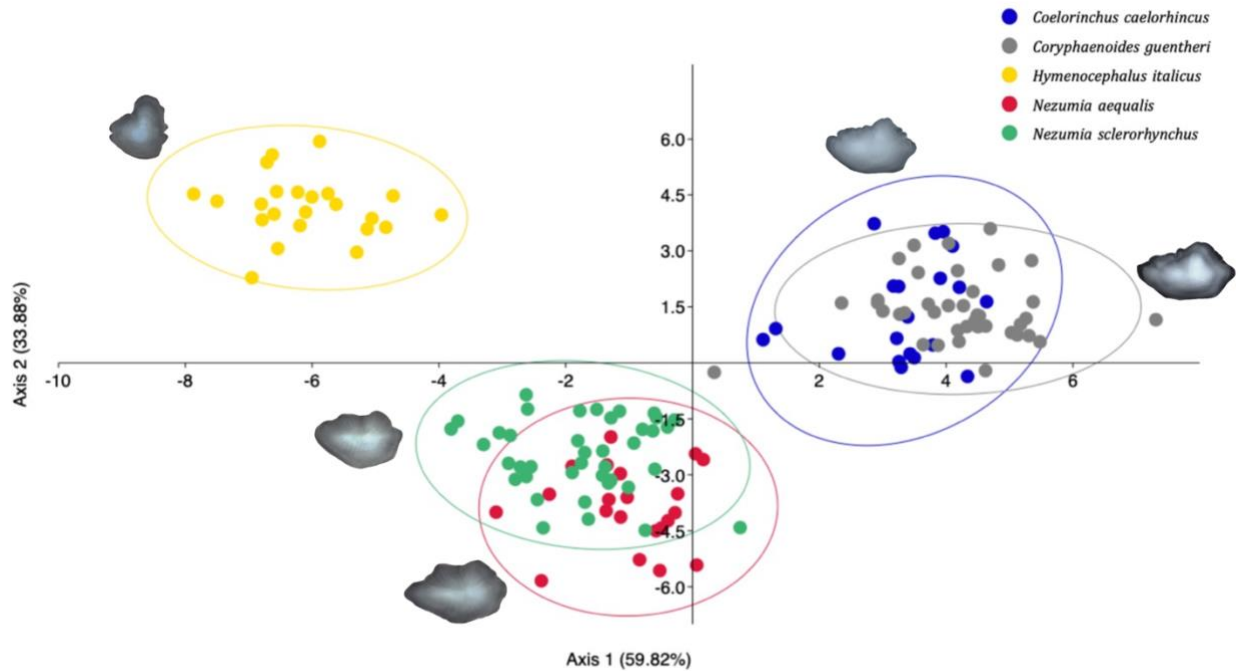 Coelorinchus caelorhincus
Coryphaenoides guentheri
Hymenocephalus italicus
Nezumia aequalis
Nezumia sclerorhynchus
6.0
4.5
3.0
1.5
-10 -8 -6 -4 -2 2 4 6
-1.5
-3.0
-4.5
-6.0
Axis 2 (33.88%)
Axis 1 (59.82%)